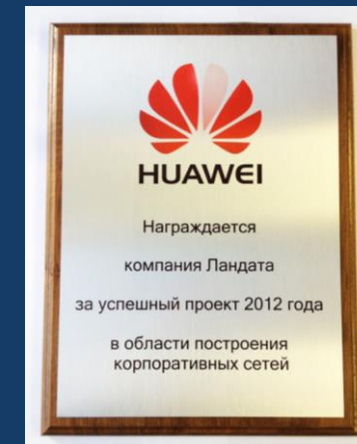 HUAWEI
Награждается
компания Ландата
за успешный проект 2012 года
в области построения
корпоративных сетей